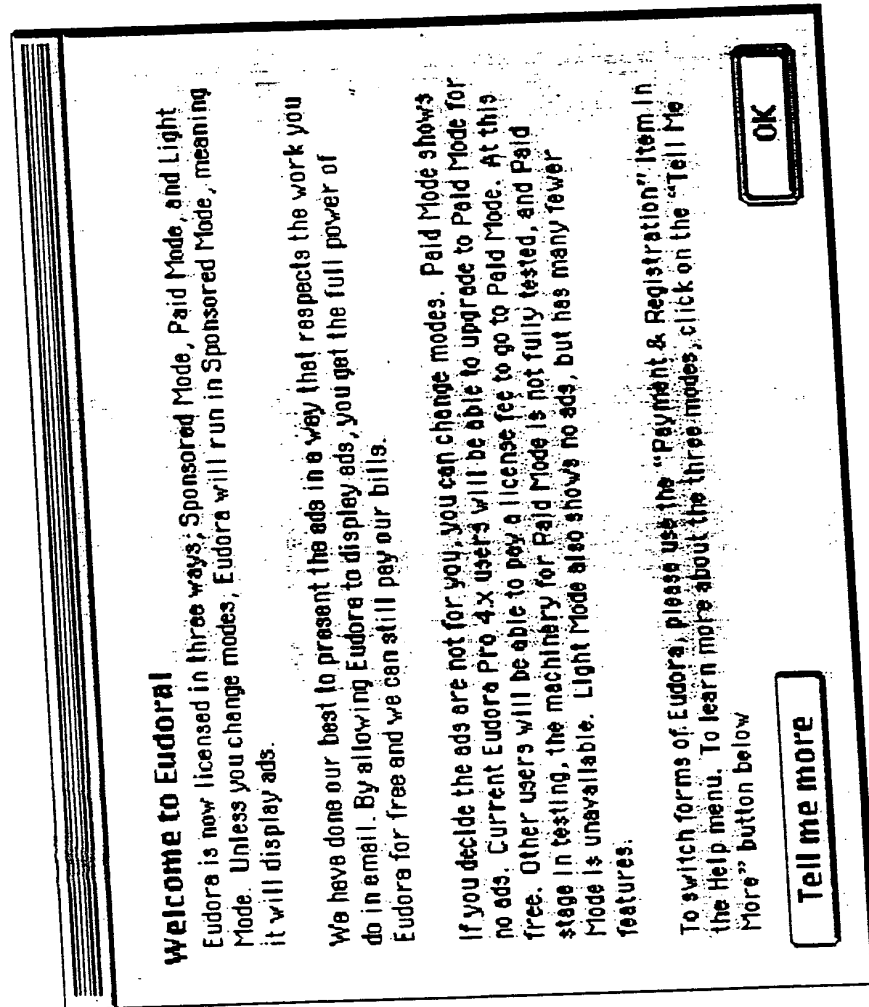 Welcome to Eudora!
Eudora is now licensed in three ways; Sponsored Mode, Paid Mode, and Light
Mode. Unless you change modes, Eudora will run in Sponsored Mode, meaning
it will display ads.
We have done our best to present the ads in a way that respects the work you
do in email. By allowing Eudora to display ads, you get the full power of
Eudora for free and we can still pay our bills.
If you decide the ads are not for you, you can change modes. Paid Mode shows
no ads. Current Eudora Pro 4.x users will be able to upgrade to Paid Mode for
free. Other users will be able to pay a license fee to go to Paid Mode. At this
stage in testing, the machinery for Paid Mode is not fully tested, and Paid
Mode is unavailable. Light Mode also shows no ads, but has many fewer
features.
To switch forms of Eudora, please use the “Payment & Registration” item in
the Help menu. To learn more about the three modes, click on the “Tell Me
More” button below
Tell me more
OK